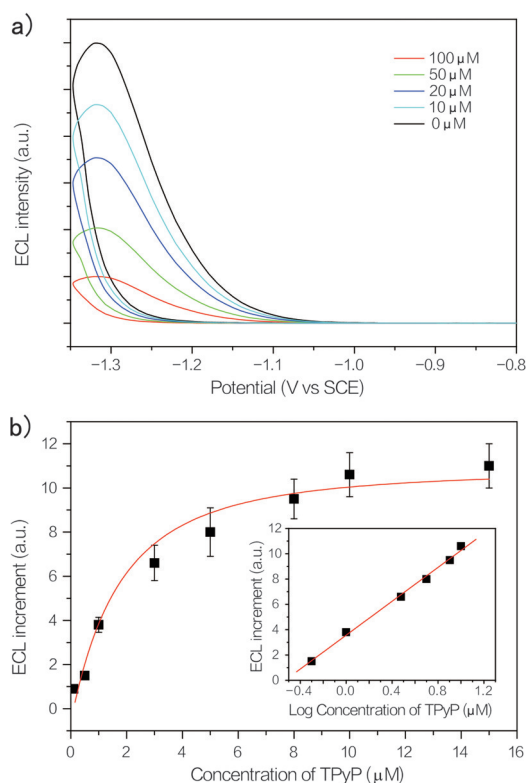 a)
ECL intensity (a.u.)
100 μM
50 μM
20 μM
10 μM
0 μM
−1.3 −1.2 −1.1 −1.0 −0.9 −0.8
Potential (V vs SCE)
b)
ECL increment (a.u.)
12
10
8
6
4
2
0
0 2 4 6 8 10 12 14 16
Concentration of TPyP (μM)
ECL increment (a.u.)
12
10
8
6
4
2
0
−0.4 0.0 0.4 0.8 1.2
Log Concentration of TPyP (μM)